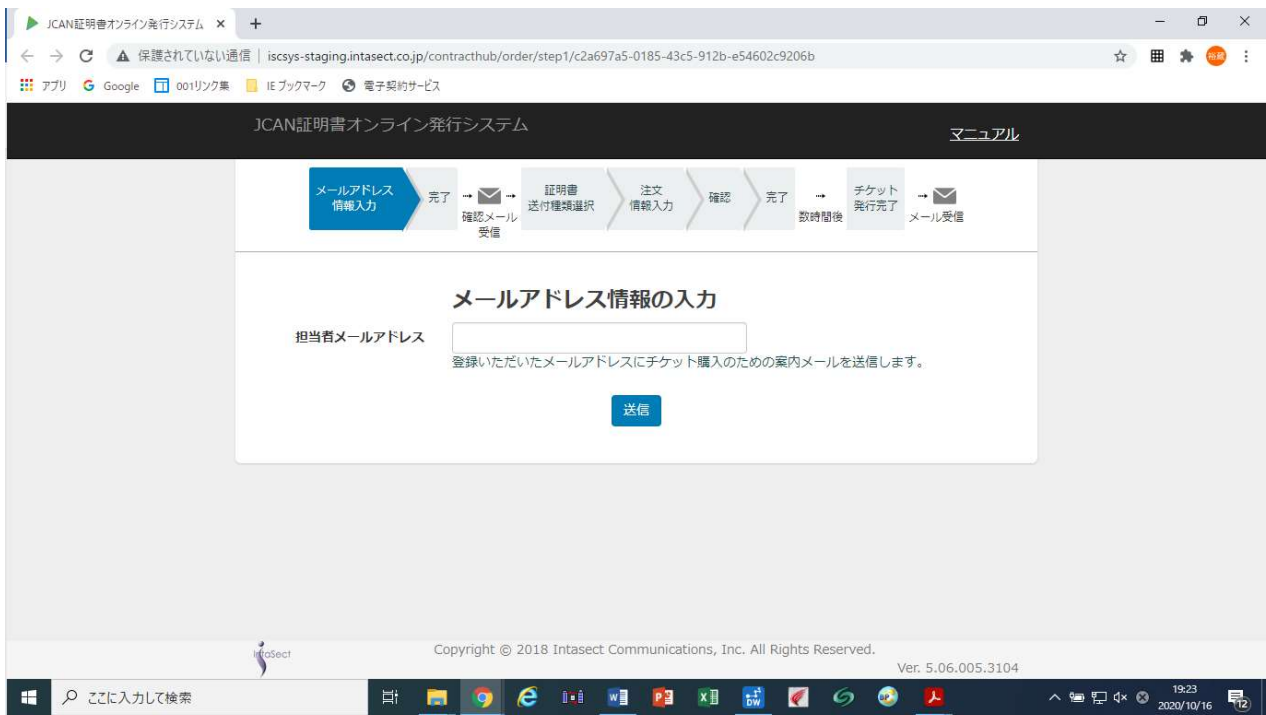 JCAN証明書オンライン発行システム
保護されていない通信 | iscsys-staging.intasect.co.jp/contracthub/order/step1/c2a697a5-0185-43c5-912b-e54602c9206b
裕蔵
アプリ Google 001リンク集 IEブックマーク 電子契約サービス
JCAN証明書オンライン発行システム
マニュアル
メールアドレス
情報入力
完了
確認メール
受信
証明書
送付種類選択
注文
情報入力
確認
完了
数時間後
チケット
発行完了
メール受信
メールアドレス情報の入力
担当者メールアドレス
登録いただいたメールアドレスにチケット購入のための案内メールを送信します。
送信
IntaSect
Copyright © 2018 Intasect Communications, Inc. All Rights Reserved.
Ver. 5.06.005.3104
ここに入力して検索
DW
19:23
2020/10/16
12